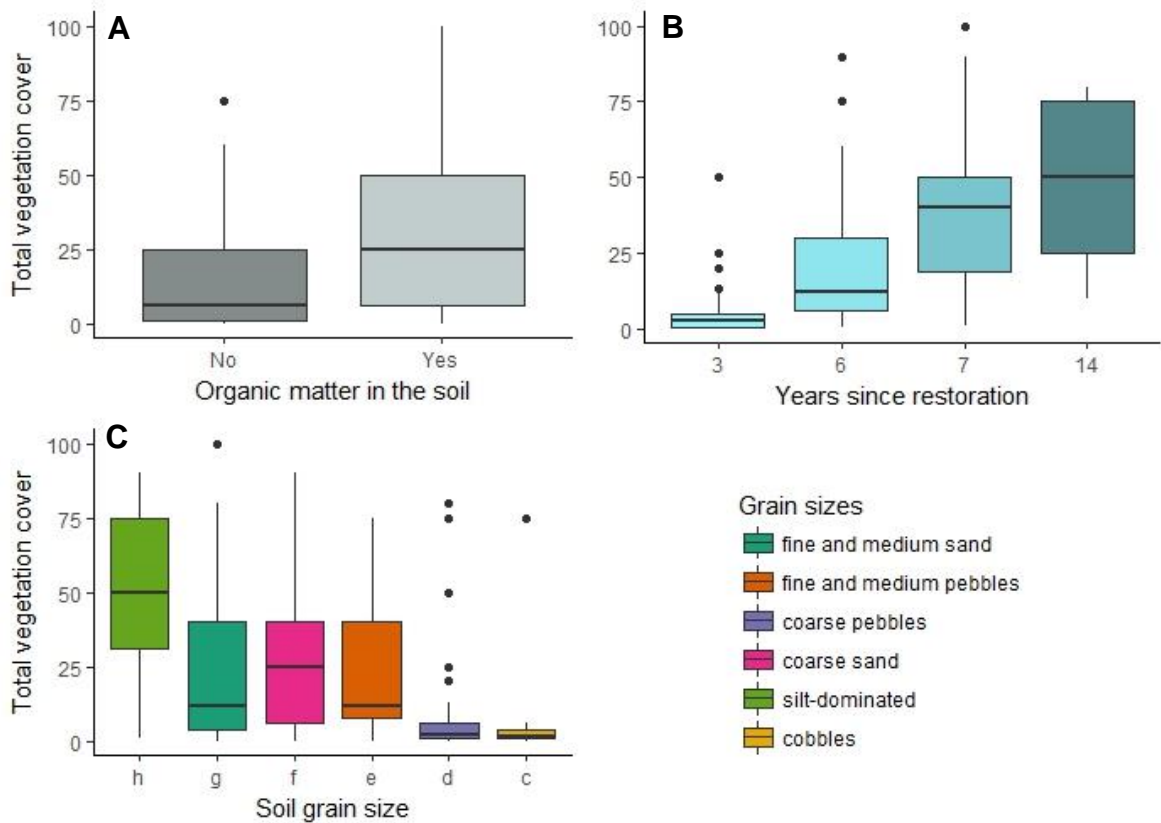 A
Total vegetation cover
100
75
50
25
0
No
Yes
Organic matter in the soil
B
100
75
50
25
0
3
6
7
14
Years since restoration
C
Total vegetation cover
100
75
50
25
0
h
g
f
e
d
c
Soil grain size
Grain sizes
fine and medium sand
fine and medium pebbles
coarse pebbles
coarse sand
silt-dominated
cobbles